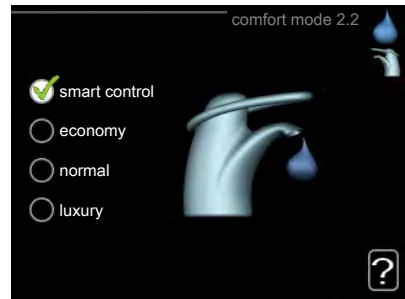 comfort mode 2.2
smart control
economy
normal
luxury
?